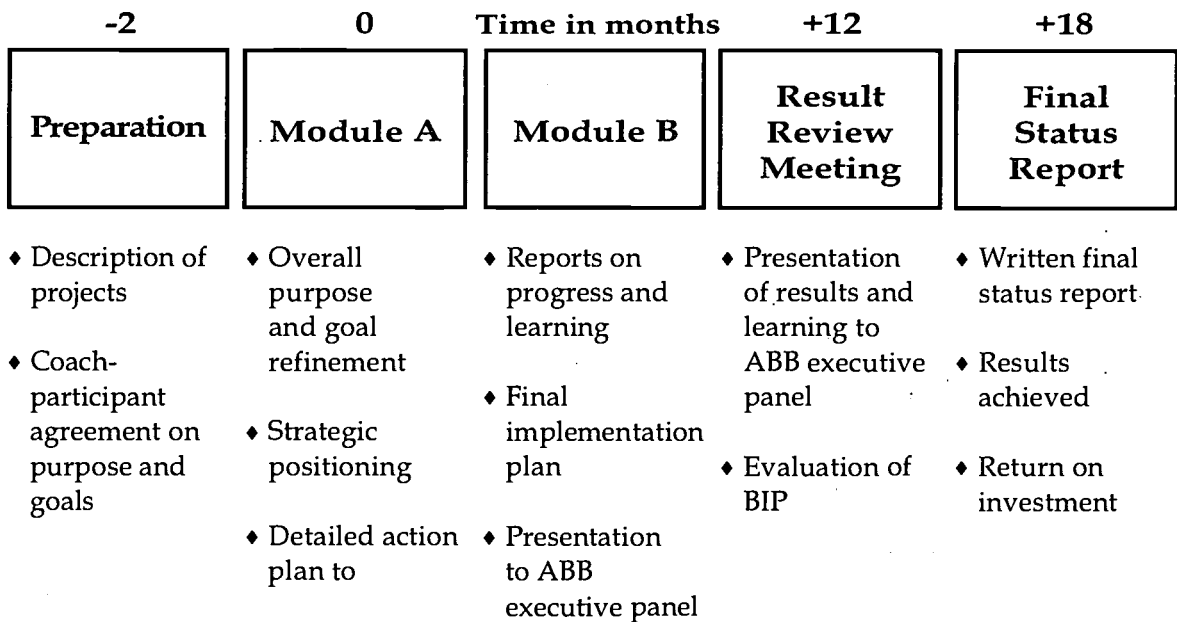 -2 0 Time in months +12 +18
Preparation
Module A
Module B
Result
Review
Meeting
Final
Status
Report
♦ Description of
projects
♦ Coach-
participant
agreement on
purpose and
goals
♦ Overall
purpose
and goal
refinement
♦ Strategic
positioning
♦ Detailed action
plan to
♦ Reports on
progress and
learning
♦ Final
implementation
plan
♦ Presentation
to ABB
executive panel
♦ Presentation
of results and
learning to
ABB executive
panel
♦ Evaluation of
BIP
♦ Written final
status report
♦ Results
achieved
♦ Return on
investment